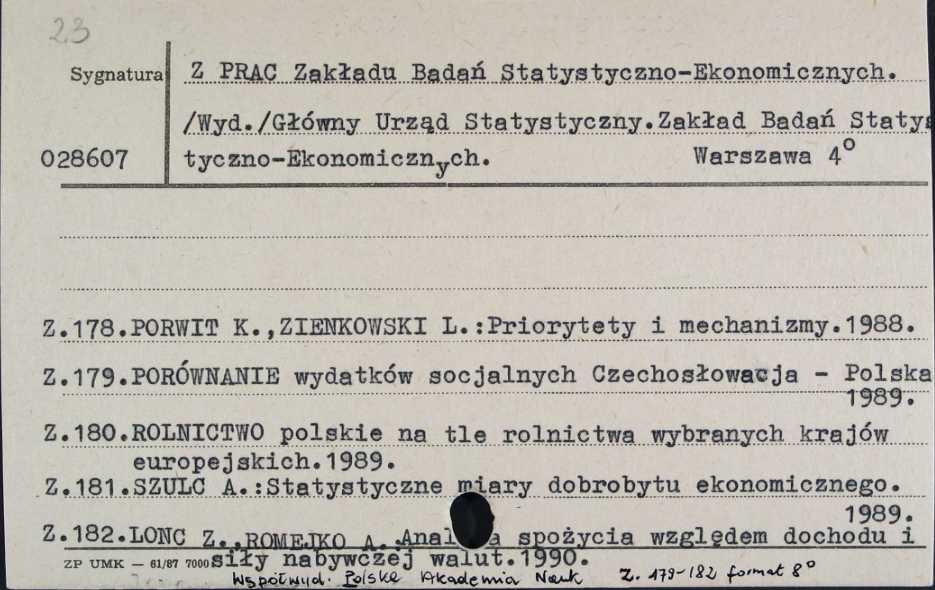 23
Sygnatura
Z PRAC Zakładu Badań Statystyczno-Ekonomicznych.
/Wyd./Główny Urząd Statystyczny.Zakład Badań Statys
028607
tyczno-Ekonomicznych. Warszawa 4°
Z.178.PORWIT K.,ZIENKOWSKI L.:Priorytety i mechanizmy.1988.
Z.179.PORÓWNANIE wydatków socjalnych Czechosłowacja - Polska
1989.
Z.180.ROLNICTWO polskie na tle rolnictwa wybranych krajów
europejskich.1989.
Z.181.SZULC A.:Statystyczne miary dobrobytu ekonomicznego.
1989.
Z.182.LONC Z., ROMEJKO A. spożycia względem dochodu i
siły nabywczej walut.1990.
ZP UMK — 61/87 7000
Współwyd. Polska Akademia Nauk Z. 179-182 format 8°